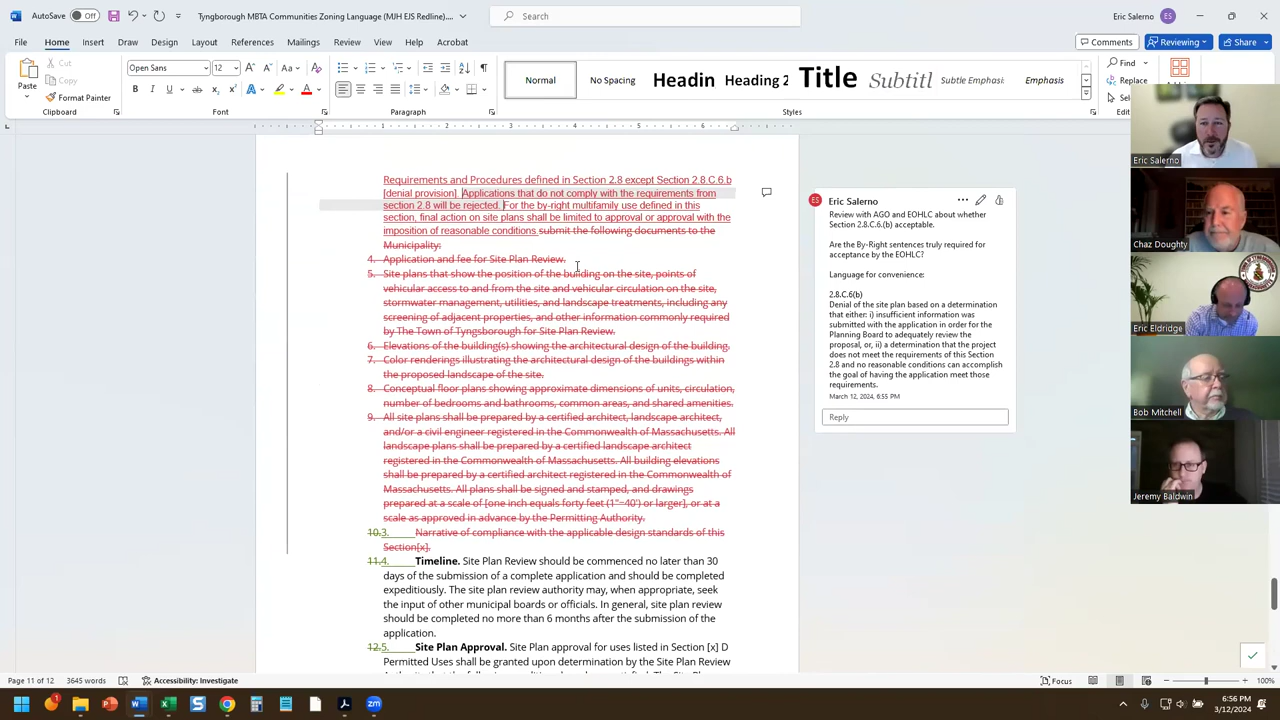 AutoSave Off
Tyngborough MBTA Communities Zoning Language (MJH EJS Redline)....
Search
Eric Salerno
ES
File Home Insert Draw Design Layout References Mailings Review View Help Acrobat
Comments
Reviewing
Share
Paste
Cut
Copy
Format Painter
Clipboard
Open Sans
12
Font
Paragraph
Normal
No Spacing
Headin
Heading 2
Title
Subtitl
Subtle Emphasis
Emphasis
Styles
Find
Replace
Requirements and Procedures defined in Section 2.8 except Section 2.8.C.6.b
[denial provision]. Applications that do not comply with the requirements from
section 2.8 will be rejected. For the by-right multifamily use defined in this
section, final action on site plans shall be limited to approval or approval with the
imposition of reasonable conditions.submit the following documents to the
Municipality:
4. Application and fee for Site Plan Review.
5. Site plans that show the position of the building on the site, points of
vehicular access to and from the site and vehicular circulation on the site,
stormwater management, utilities, and landscape treatments, including any
screening of adjacent properties, and other information commonly required
by The Town of Tyngsborough for Site Plan Review.
6. Elevations of the building(s) showing the architectural design of the building.
7. Color renderings illustrating the architectural design of the buildings within
the proposed landscape of the site.
8. Conceptual floor plans showing approximate dimensions of units, circulation,
number of bedrooms and bathrooms, common areas, and shared amenities.
9. All site plans shall be prepared by a certified architect, landscape architect,
and/or a civil engineer registered in the Commonwealth of Massachusetts. All
landscape plans shall be prepared by a certified landscape architect
registered in the Commonwealth of Massachusetts. All building elevations
shall be prepared by a certified architect registered in the Commonwealth of
Massachusetts. All plans shall be signed and stamped, and drawings
prepared at a scale of [one inch equals forty feet (1"=40') or larger], or at a
scale as approved in advance by the Permitting Authority.
10.3. Narrative of compliance with the applicable design standards of this
Section[x].
11.4. Timeline. Site Plan Review should be commenced no later than 30
days of the submission of a complete application and should be completed
expeditiously. The site plan review authority may, when appropriate, seek
the input of other municipal boards or officials. In general, site plan review
should be completed no more than 6 months after the submission of the
application.
12.5. Site Plan Approval. Site Plan approval for uses listed in Section [x] D
Permitted Uses shall be granted upon determination by the Site Plan Review
ES
Eric Salerno
Review with AGO and EOHLC about whether
Section 2.8.C.6.(b) acceptable.
Are the By-Right sentences truly required for
acceptance by the EOHLC?
Language for convenience:
2.8.C.6(b)
Denial of the site plan based on a determination
that either: i) insufficient information was
submitted with the application in order for the
Planning Board to adequately review the
proposal, or, ii) a determination that the project
does not meet the requirements of this Section
2.8 and no reasonable conditions can accomplish
the goal of having the application meet those
requirements.
March 12, 2024, 6:55 PM
Reply
Eric Salerno
Chaz Doughty
Eric Eldridge
Bob Mitchell
Jeremy Baldwin
Page 11 of 12
3645 words
Accessibility: Investigate
Focus
100%
6:56 PM
3/12/2024